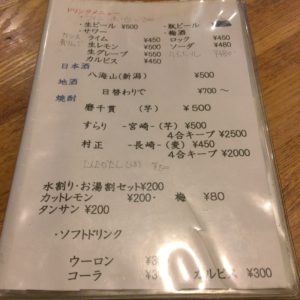 ドリンクメニュー
・生ビール ¥500 ・瓶ビール
・サワー ・梅酒
ライム ¥450 ロック ¥450
生レモン ¥500 ソーダ ¥480
生グレープ ¥550 ¥480
カルピス ¥450
日本酒 八海山(新潟) ¥500
地酒 日替わりで ¥700～
焼酎
磨千貫 (芋) ¥500
すらり -宮崎-(芋) ¥500
4合キープ ¥2500
村正 -長崎-(麦) ¥450
4合キープ ¥2000
¥500
水割り・お湯割セット¥200
カットレモン ¥200・ 梅 ¥80
タンサン ¥200
・ソフトドリンク
ウーロン
コーラ カルピス ¥300